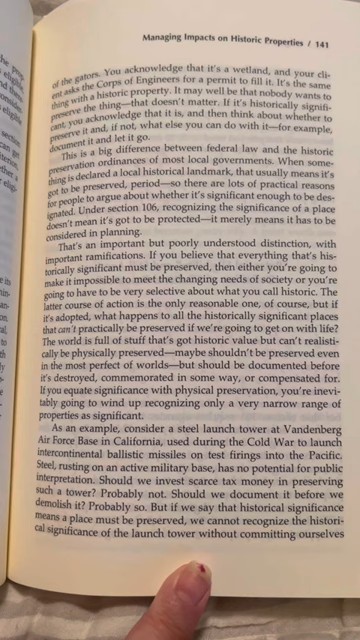 Managing Impacts on Historic Properties / 141
of the gators. You acknowledge that it's a wetland, and your cli-
ent asks the Corps of Engineers for a permit to fill it. It's the same
thing with a historic property. It may well be that nobody wants to
preserve the thing—that doesn't matter. If it's historically signifi-
cant, you acknowledge that it is, and then think about whether to
preserve it and, if not, what else you can do with it—for example,
document it and let it go.
This is a big difference between federal law and the historic
preservation ordinances of most local governments. When some-
thing is declared a local historical landmark, that usually means it's
got to be preserved, period—so there are lots of practical reasons
for people to argue about whether it's significant enough to be des-
ignated. Under section 106, recognizing the significance of a place
doesn't mean it's got to be protected—it merely means it has to be
considered in planning.
That's an important but poorly understood distinction, with
important ramifications. If you believe that everything that's his-
torically significant must be preserved, then either you're going to
make it impossible to meet the changing needs of society or you're
going to have to be very selective about what you call historic. The
latter course of action is the only reasonable one, of course, but if
it's adopted, what happens to all the historically significant places
that can't practically be preserved if we're going to get on with life?
The world is full of stuff that's got historic value but can't realisti-
cally be physically preserved—maybe shouldn't be preserved even
in the most perfect of worlds—but should be documented before
it's destroyed, commemorated in some way, or compensated for.
If you equate significance with physical preservation, you're inevi-
tably going to wind up recognizing only a very narrow range of
properties as significant.
As an example, consider a steel launch tower at Vandenberg
Air Force Base in California, used during the Cold War to launch
intercontinental ballistic missiles on test firings into the Pacific.
Steel, rusting on an active military base, has no potential for public
interpretation. Should we invest scarce tax money in preserving
such a tower? Probably not. Should we document it before we
demolish it? Probably so. But if we say that historical significance
means a place must be preserved, we cannot recognize the histori-
cal significance of the launch tower without committing ourselves